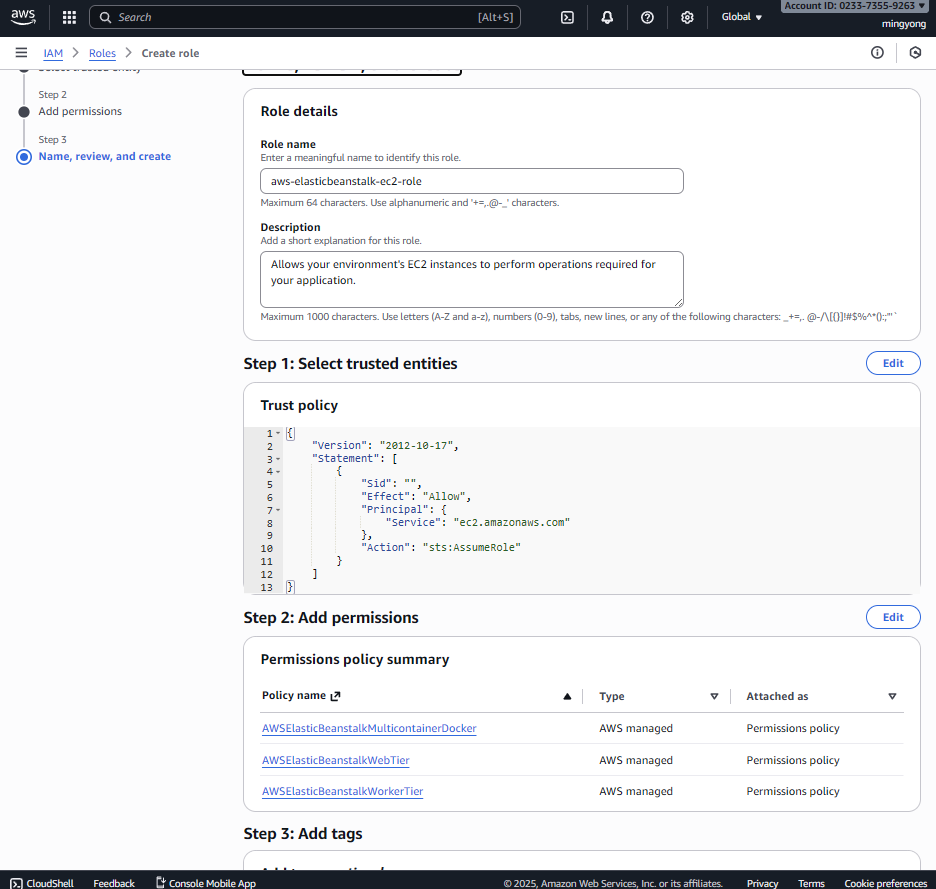 aws
Search [Alt+S]
Global
Account ID: 0233-7355-9263
mingyong
IAM > Roles > Create role
Select trusted entity
Step 2
Add permissions
Step 3
Name, review, and create
Role details
Role name
Enter a meaningful name to identify this role.
aws-elasticbeanstalk-ec2-role
Maximum 64 characters. Use alphanumeric and '+=,.@-_' characters.
Description
Add a short explanation for this role.
Allows your environment's EC2 instances to perform operations required for
your application.
Maximum 1000 characters. Use letters (A-Z and a-z), numbers (0-9), tabs, new lines, or any of the following characters: _+=,. @-/\[{}]!#$%^*();:"'`
Step 1: Select trusted entities
Edit
Trust policy
1 {
2 "Version": "2012-10-17",
3 "Statement": [
4 {
5 "Sid": "",
6 "Effect": "Allow",
7 "Principal": {
8 "Service": "ec2.amazonaws.com"
9 },
10 "Action": "sts:AssumeRole"
11 }
12 ]
13 }
Step 2: Add permissions
Edit
Permissions policy summary
Policy name Type Attached as
AWSElasticBeanstalkMulticontainerDocker AWS managed Permissions policy
AWSElasticBeanstalkWebTier AWS managed Permissions policy
AWSElasticBeanstalkWorkerTier AWS managed Permissions policy
Step 3: Add tags
CloudShell Feedback Console Mobile App © 2025, Amazon Web Services, Inc. or its affiliates. Privacy Terms Cookie preferences